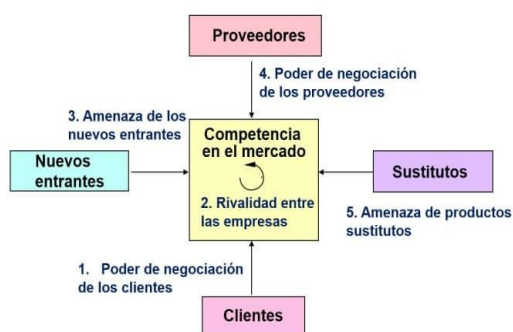 Proveedores
4. Poder de negociación
de los proveedores
3. Amenaza de los
nuevos entrantes
Competencia
en el mercado
Nuevos
entrantes
Sustitutos
2. Rivalidad entre
las empresas
5. Amenaza de productos
sustitutos
1. Poder de negociación
de los clientes
Clientes